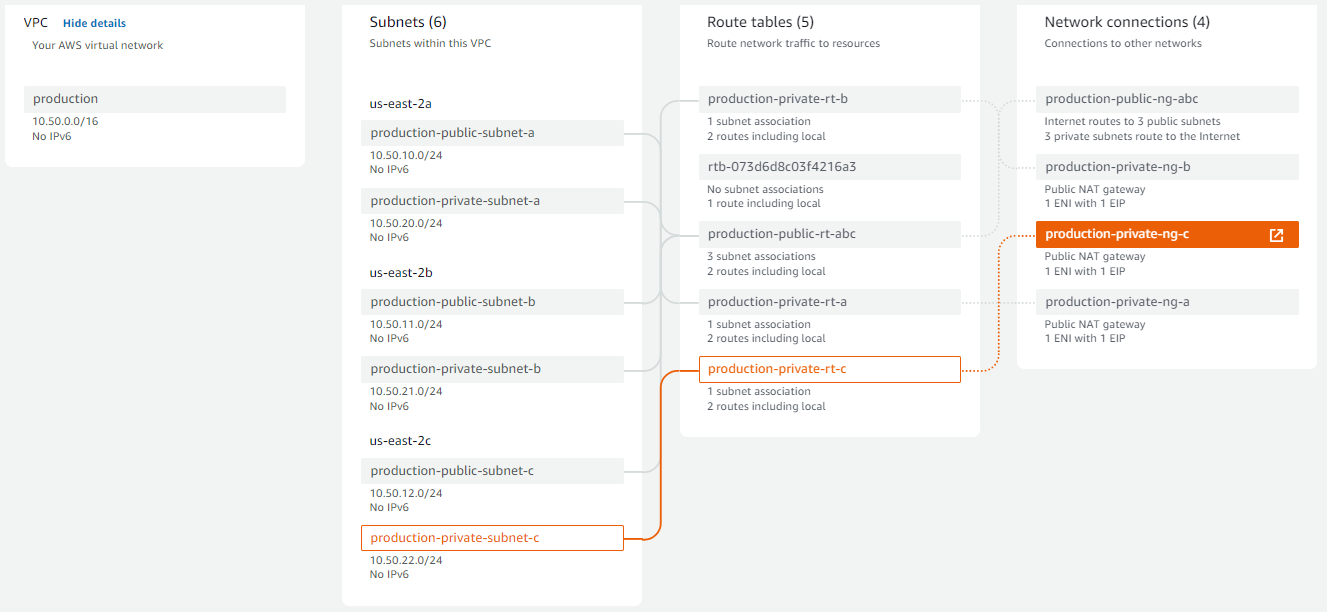 VPC Hide details
Your AWS virtual network
production
10.50.0.0/16
No IPv6
Subnets (6)
Subnets within this VPC
us-east-2a
production-public-subnet-a
10.50.10.0/24
No IPv6
production-private-subnet-a
10.50.20.0/24
No IPv6
us-east-2b
production-public-subnet-b
10.50.11.0/24
No IPv6
production-private-subnet-b
10.50.21.0/24
No IPv6
us-east-2c
production-public-subnet-c
10.50.12.0/24
No IPv6
production-private-subnet-c
10.50.22.0/24
No IPv6
Route tables (5)
Route network traffic to resources
production-private-rt-b
1 subnet association
2 routes including local
rtb-073d6d8c03f4216a3
No subnet associations
1 route including local
production-public-rt-abc
3 subnet associations
2 routes including local
production-private-rt-a
1 subnet association
2 routes including local
production-private-rt-c
1 subnet association
2 routes including local
Network connections (4)
Connections to other networks
production-public-ng-abc
Internet routes to 3 public subnets
3 private subnets route to the Internet
production-private-ng-b
Public NAT gateway
1 ENI with 1 EIP
production-private-ng-c
Public NAT gateway
1 ENI with 1 EIP
production-private-ng-a
Public NAT gateway
1 ENI with 1 EIP